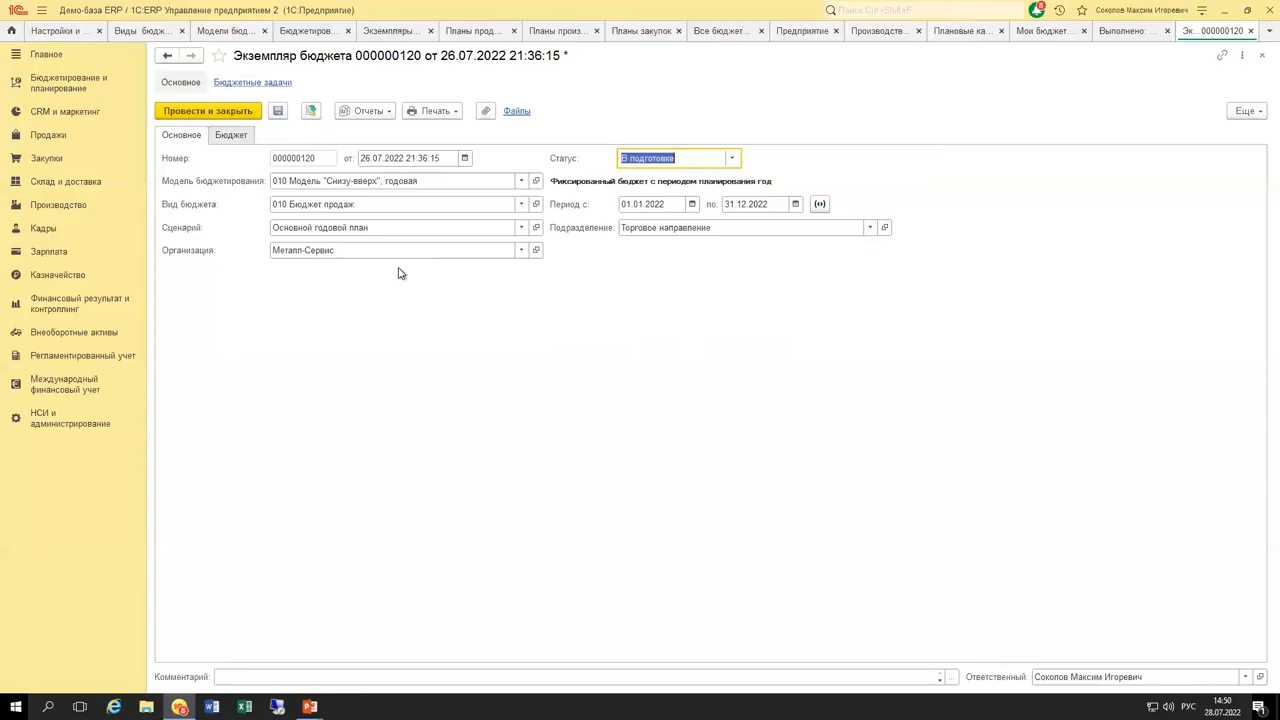 Демо-база ERP / 1С:ERP Управление предприятием 2 (1С:Предприятие)
Поиск Ctrl+Shift+F
8
Соколов Максим Игоревич
Настройки и ...
Виды бюдж...
Модели бюд...
Бюджетиров...
Экземпляры...
Планы прод...
Планы произ...
Планы закупок
Все бюджет...
Предприятие
Производств...
Плановые ка...
Мои бюджет...
Выполнено: ...
Эк...000000120
Главное
Бюджетирование и
планирование
CRM и маркетинг
Продажи
Закупки
Склад и доставка
Производство
Кадры
Зарплата
Казначейство
Финансовый результат и
контроллинг
Внеоборотные активы
Регламентированный учет
Международный
финансовый учет
НСИ и
администрирование
Экземпляр бюджета 000000120 от 26.07.2022 21:36:15 *
Основное Бюджетные задачи
Провести и закрыть Отчеты Печать Файлы Еще
Основное Бюджет
Номер: 000000120 от: 26.07.2022 21:36:15 Статус: В подготовке
Модель бюджетирования: 010 Модель "Снизу-вверх", годовая Фиксированный бюджет с периодом планирования год
Вид бюджета: 010 Бюджет продаж Период с: 01.01.2022 по: 31.12.2022
Сценарий: Основной годовой план Подразделение: Торговое направление
Организация: Металл-Сервис
Комментарий: Ответственный: Соколов Максим Игоревич
РУС
14:50
28.07.2022
1